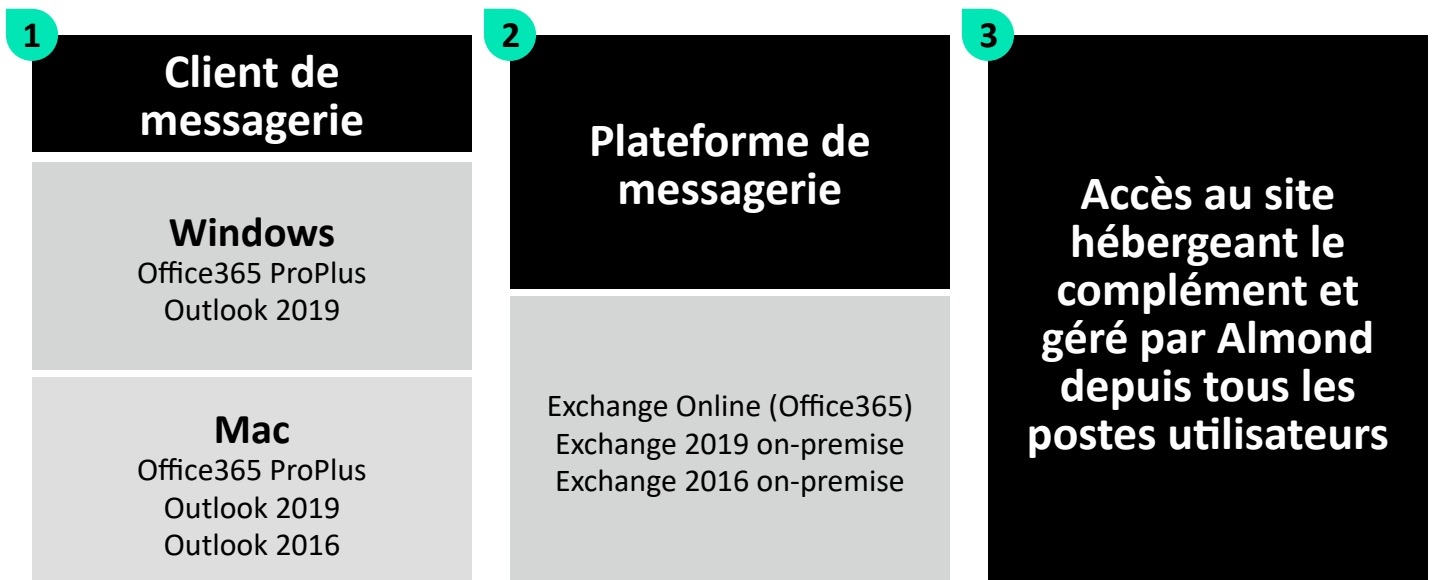 1
Client de
messagerie
Windows
Office365 ProPlus
Outlook 2019
Mac
Office365 ProPlus
Outlook 2019
Outlook 2016
2
Plateforme de
messagerie
Exchange Online (Office365)
Exchange 2019 on-premise
Exchange 2016 on-premise
3
Accès au site
hébergeant le
complément et
géré par Almond
depuis tous les
postes utilisateurs